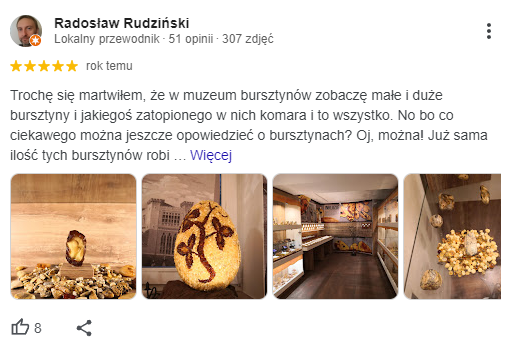 Radosław Rudziński
Lokalny przewodnik · 51 opinii · 307 zdjęć
rok temu
Trochę się martwiłem, że w muzeum bursztynów zobaczę małe i duże
bursztyny i jakiegoś zatopionego w nich komara i to wszystko. No bo co
ciekawego można jeszcze opowiedzieć o bursztynach? Oj, można! Już sama
ilość tych bursztynów robi … Więcej
8